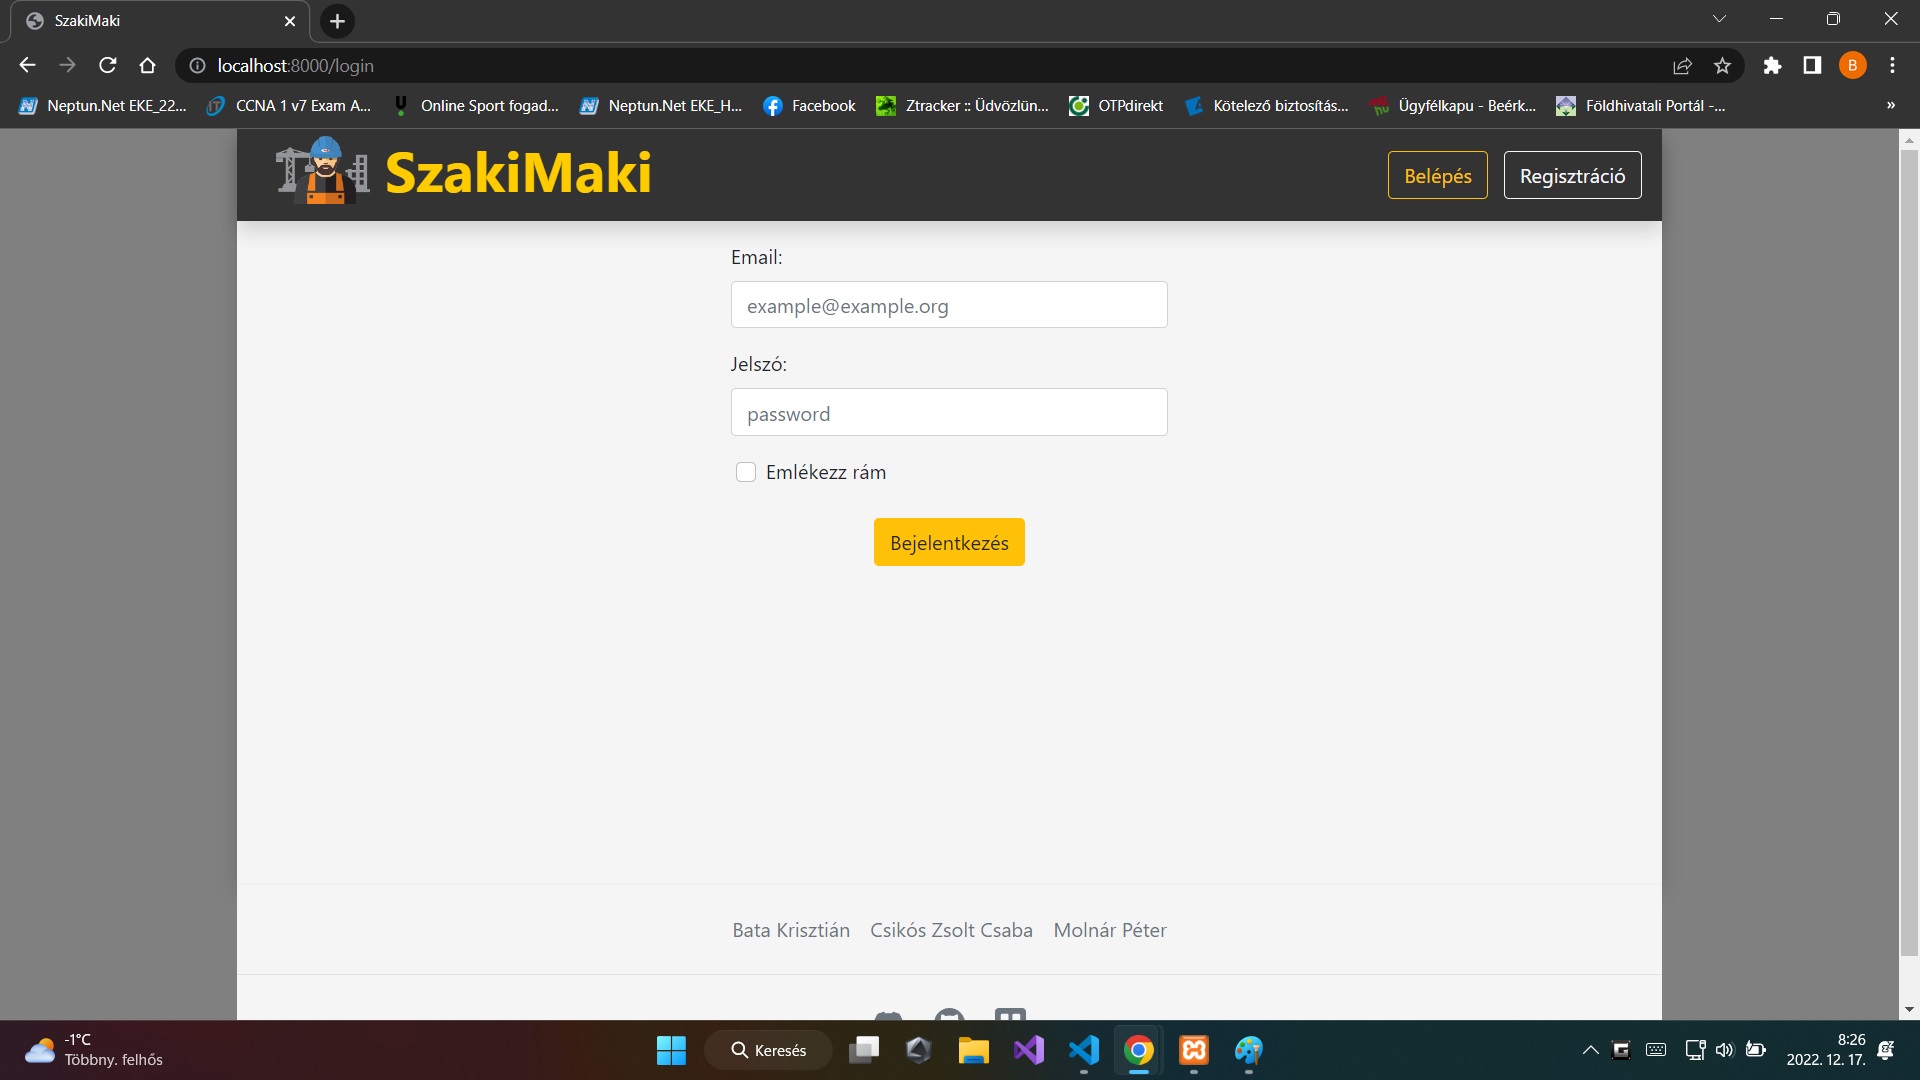 SzakiMaki
localhost:8000/login
B
Neptun.Net EKE_22... CCNA 1 v7 Exam A... Online Sport fogad... Neptun.Net EKE_H... Facebook Ztracker :: Üdvözlün... OTPdirekt Kötelező biztosítás... Ügyfélkapu - Beérk... Földhivatali Portál -... »
SzakiMaki Belépés Regisztráció
Email:
example@example.org
Jelszó:
password
Emlékezz rám
Bejelentkezés
Bata Krisztián Csikós Zsolt Csaba Molnár Péter
-1°C
Többny. felhős
Keresés
8:26
2022. 12. 17.